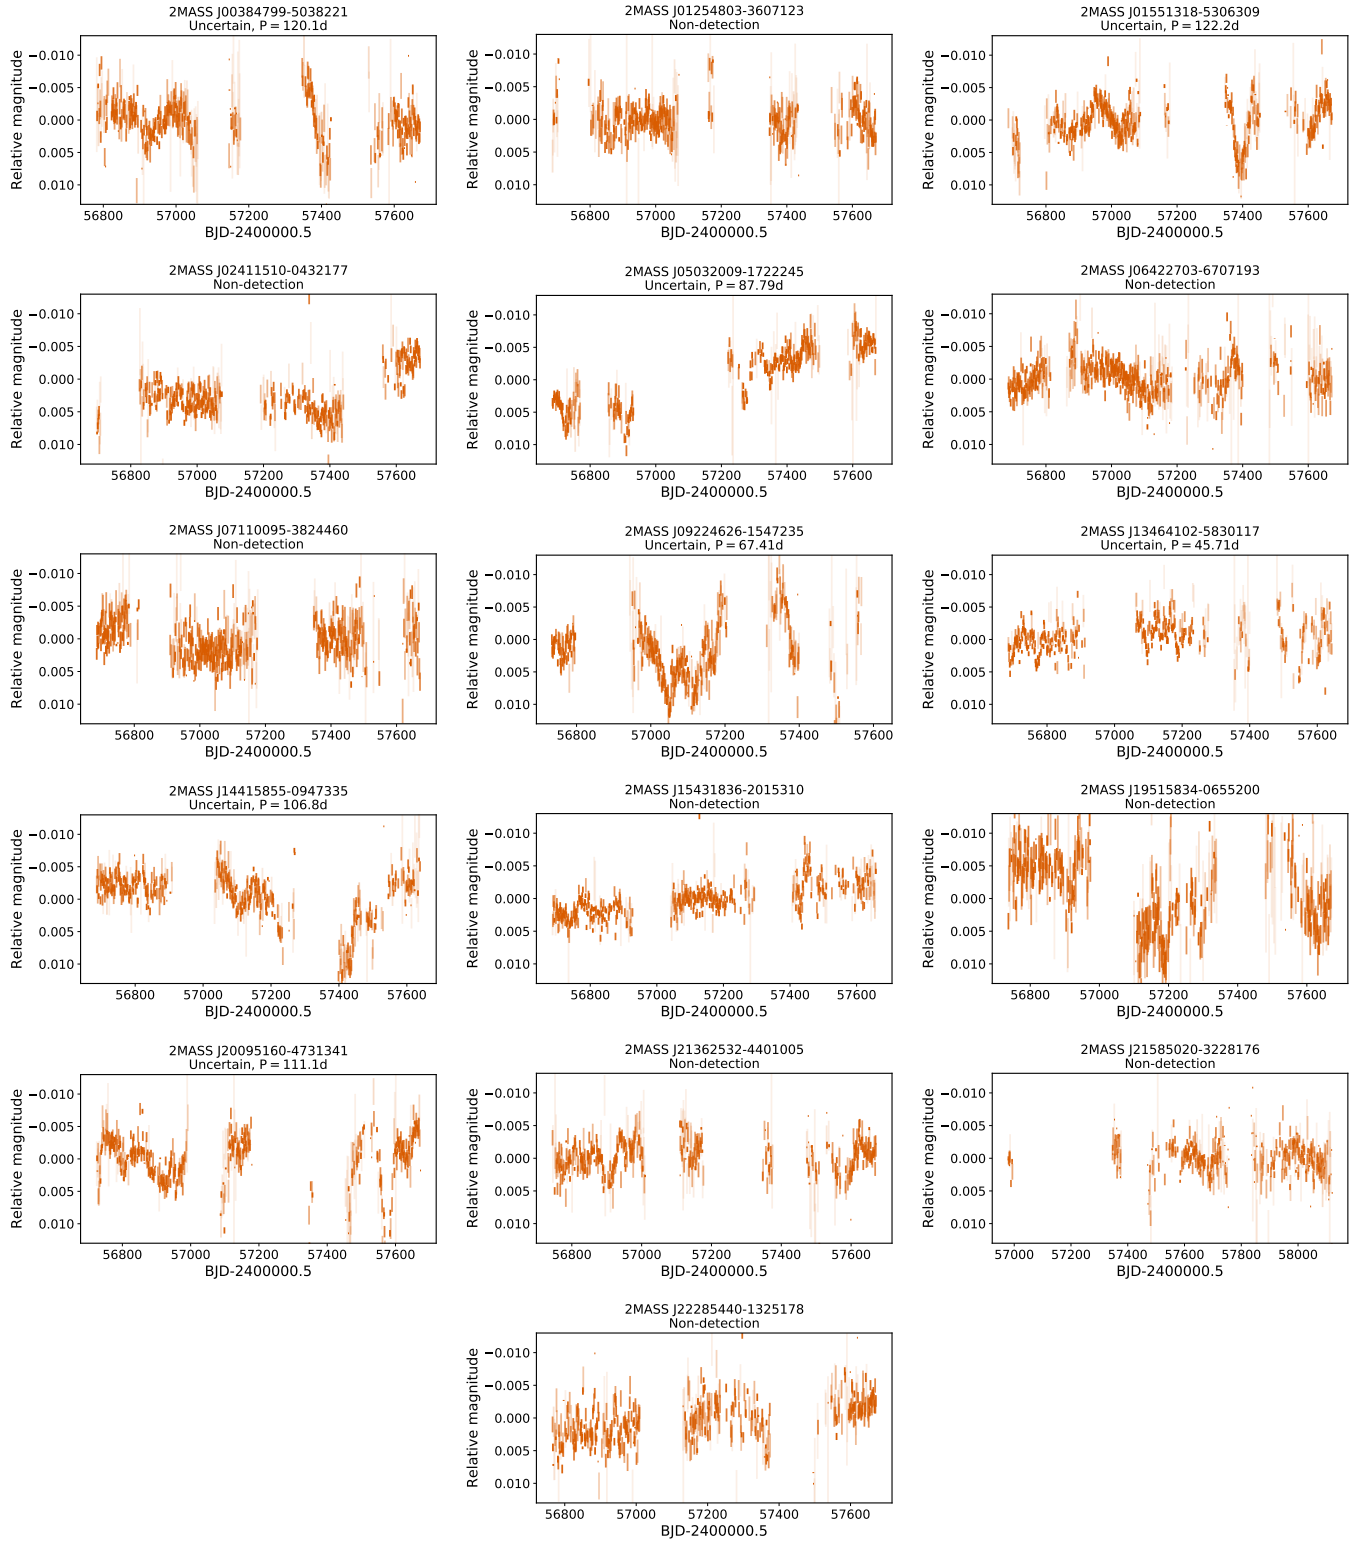 2MASS J00384799-5038221
Uncertain, P = 120.1d
Relative magnitude
−0.010
−0.005
0.000
0.005
0.010
56800 57000 57200 57400 57600
BJD-2400000.5
2MASS J01254803-3607123
Non-detection
Relative magnitude
−0.010
−0.005
0.000
0.005
0.010
56800 57000 57200 57400 57600
BJD-2400000.5
2MASS J01551318-5306309
Uncertain, P = 122.2d
Relative magnitude
−0.010
−0.005
0.000
0.005
0.010
56800 57000 57200 57400 57600
BJD-2400000.5
2MASS J02411510-0432177
Non-detection
Relative magnitude
−0.010
−0.005
0.000
0.005
0.010
56800 57000 57200 57400 57600
BJD-2400000.5
2MASS J05032009-1722245
Uncertain, P = 87.79d
Relative magnitude
−0.010
−0.005
0.000
0.005
0.010
56800 57000 57200 57400 57600
BJD-2400000.5
2MASS J06422703-6707193
Non-detection
Relative magnitude
−0.010
−0.005
0.000
0.005
0.010
56800 57000 57200 57400 57600
BJD-2400000.5
2MASS J07110095-3824460
Non-detection
Relative magnitude
−0.010
−0.005
0.000
0.005
0.010
56800 57000 57200 57400 57600
BJD-2400000.5
2MASS J09224626-1547235
Uncertain, P = 67.41d
Relative magnitude
−0.010
−0.005
0.000
0.005
0.010
56800 57000 57200 57400 57600
BJD-2400000.5
2MASS J13464102-5830117
Uncertain, P = 45.71d
Relative magnitude
−0.010
−0.005
0.000
0.005
0.010
56800 57000 57200 57400 57600
BJD-2400000.5
2MASS J14415855-0947335
Uncertain, P = 106.8d
Relative magnitude
−0.010
−0.005
0.000
0.005
0.010
56800 57000 57200 57400 57600
BJD-2400000.5
2MASS J15431836-2015310
Non-detection
Relative magnitude
−0.010
−0.005
0.000
0.005
0.010
56800 57000 57200 57400 57600
BJD-2400000.5
2MASS J19515834-0655200
Non-detection
Relative magnitude
−0.010
−0.005
0.000
0.005
0.010
56800 57000 57200 57400 57600
BJD-2400000.5
2MASS J20095160-4731341
Uncertain, P = 111.1d
Relative magnitude
−0.010
−0.005
0.000
0.005
0.010
56800 57000 57200 57400 57600
BJD-2400000.5
2MASS J21362532-4401005
Non-detection
Relative magnitude
−0.010
−0.005
0.000
0.005
0.010
56800 57000 57200 57400 57600
BJD-2400000.5
2MASS J21585020-3228176
Non-detection
Relative magnitude
−0.010
−0.005
0.000
0.005
0.010
57000 57200 57400 57600 57800 58000
BJD-2400000.5
2MASS J22285440-1325178
Non-detection
Relative magnitude
−0.010
−0.005
0.000
0.005
0.010
56800 57000 57200 57400 57600
BJD-2400000.5